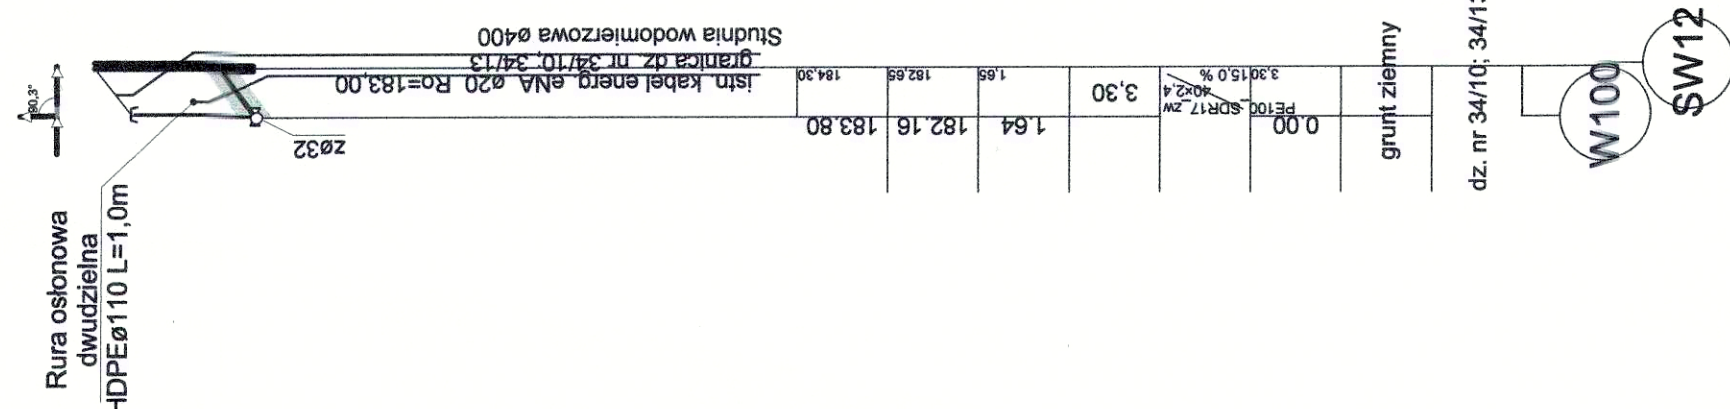 90,3°
Rura osłonowa
dwudzielna
HDPEø110 L=1,0m
zø32
Studnia wodomierzowa ø400
granica dz. nr 34/10; 34/13
istn. kabel energ. eNA ø20 Ro=183,00
184,30
183.80
182,65
182.16
1,65
1.64
3,30
PE100_SDR17_zw
40x2,4
3,30 15,0 %
0.00
grunt ziemny
dz. nr 34/10; 34/13
W100
SW12